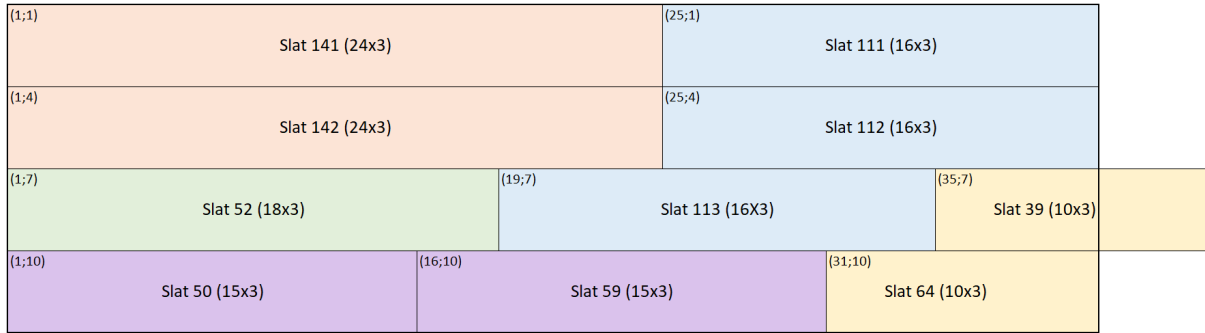 (1;1)
Slat 141 (24x3)
(25;1)
Slat 111 (16x3)
(1;4)
Slat 142 (24x3)
(25;4)
Slat 112 (16x3)
(1;7)
Slat 52 (18x3)
(19;7)
Slat 113 (16X3)
(35;7)
Slat 39 (10x3)
(1;10)
Slat 50 (15x3)
(16;10)
Slat 59 (15x3)
(31;10)
Slat 64 (10x3)